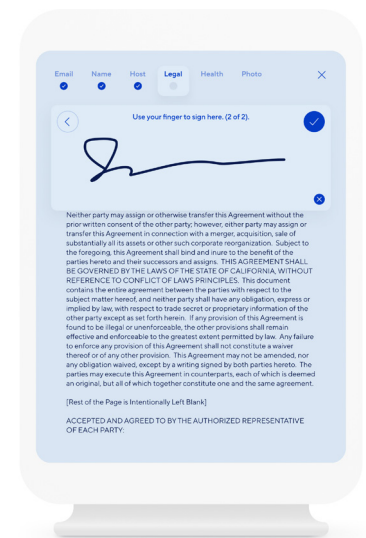 Email Name Host Legal Health Photo
Use your finger to sign here. (2 of 2).
Neither party may assign or otherwise transfer this Agreement without the
prior written consent of the other party; however, either party may assign or
transfer this Agreement in connection with a merger, acquisition, sale of
substantially all its assets or other such corporate reorganization. Subject to
the foregoing, this Agreement shall bind and inure to the benefit of the
parties hereto and their successors and assigns. THIS AGREEMENT SHALL
BE GOVERNED BY THE LAWS OF THE STATE OF CALIFORNIA, WITHOUT
REFERENCE TO CONFLICT OF LAWS PRINCIPLES. This document
contains the entire agreement between the parties with respect to the
subject matter hereof, and neither party shall have any obligation, express or
implied by law, with respect to trade secret or proprietary information of the
other party except as set forth herein. If any provision of this Agreement is
found to be illegal or unenforceable, the other provisions shall remain
effective and enforceable to the greatest extent permitted by law. Any failure
to enforce any provision of this Agreement shall not constitute a waiver
thereof or of any other provision. This Agreement may not be amended, nor
any obligation waived, except by a writing signed by both parties hereto. The
parties may execute this Agreement in counterparts, each of which is deemed
an original, but all of which together constitute one and the same agreement.
[Rest of the Page is Intentionally Left Blank]
ACCEPTED AND AGREED TO BY THE AUTHORIZED REPRESENTATIVE
OF EACH PARTY: